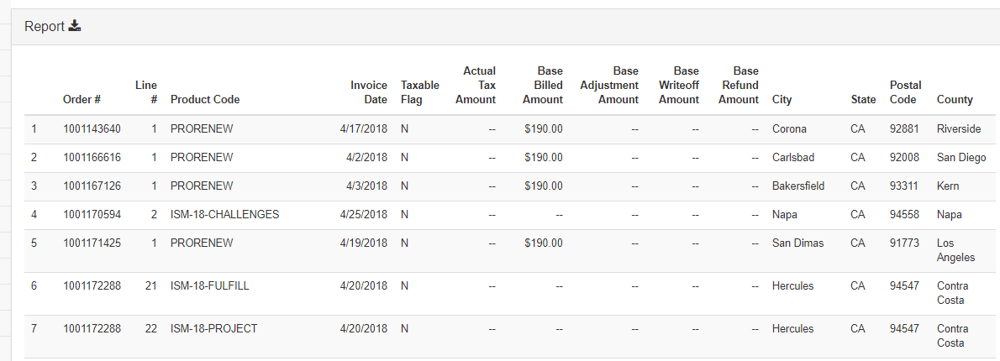 Report
Order # Line # Product Code Invoice Date Taxable Flag Actual Tax Amount Base Billed Amount Base Adjustment Amount Base Writeoff Amount Base Refund Amount City State Postal Code County
1 1001143640 1 PRORENEW 4/17/2018 N -- $190.00 -- -- -- Corona CA 92881 Riverside
2 1001166616 1 PRORENEW 4/2/2018 N -- $190.00 -- -- -- Carlsbad CA 92008 San Diego
3 1001167126 1 PRORENEW 4/3/2018 N -- $190.00 -- -- -- Bakersfield CA 93311 Kern
4 1001170594 2 ISM-18-CHALLENGES 4/25/2018 N -- -- -- -- -- Napa CA 94558 Napa
5 1001171425 1 PRORENEW 4/19/2018 N -- $190.00 -- -- -- San Dimas CA 91773 Los Angeles
6 1001172288 21 ISM-18-FULFILL 4/20/2018 N -- -- -- -- -- Hercules CA 94547 Contra Costa
7 1001172288 22 ISM-18-PROJECT 4/20/2018 N -- -- -- -- -- Hercules CA 94547 Contra Costa